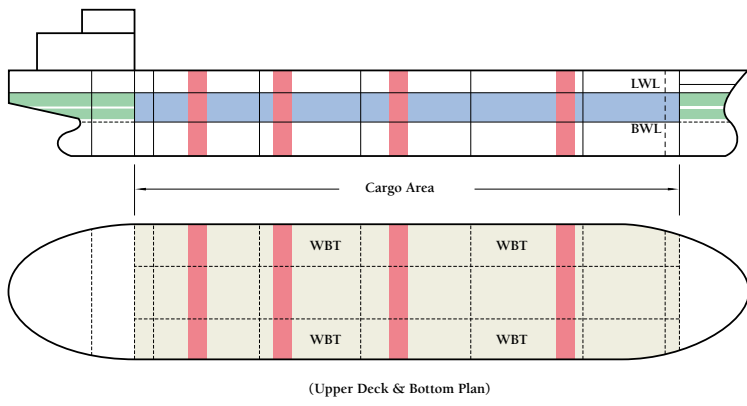 LWL
BWL
Cargo Area
WBT WBT
WBT WBT
(Upper Deck & Bottom Plan)